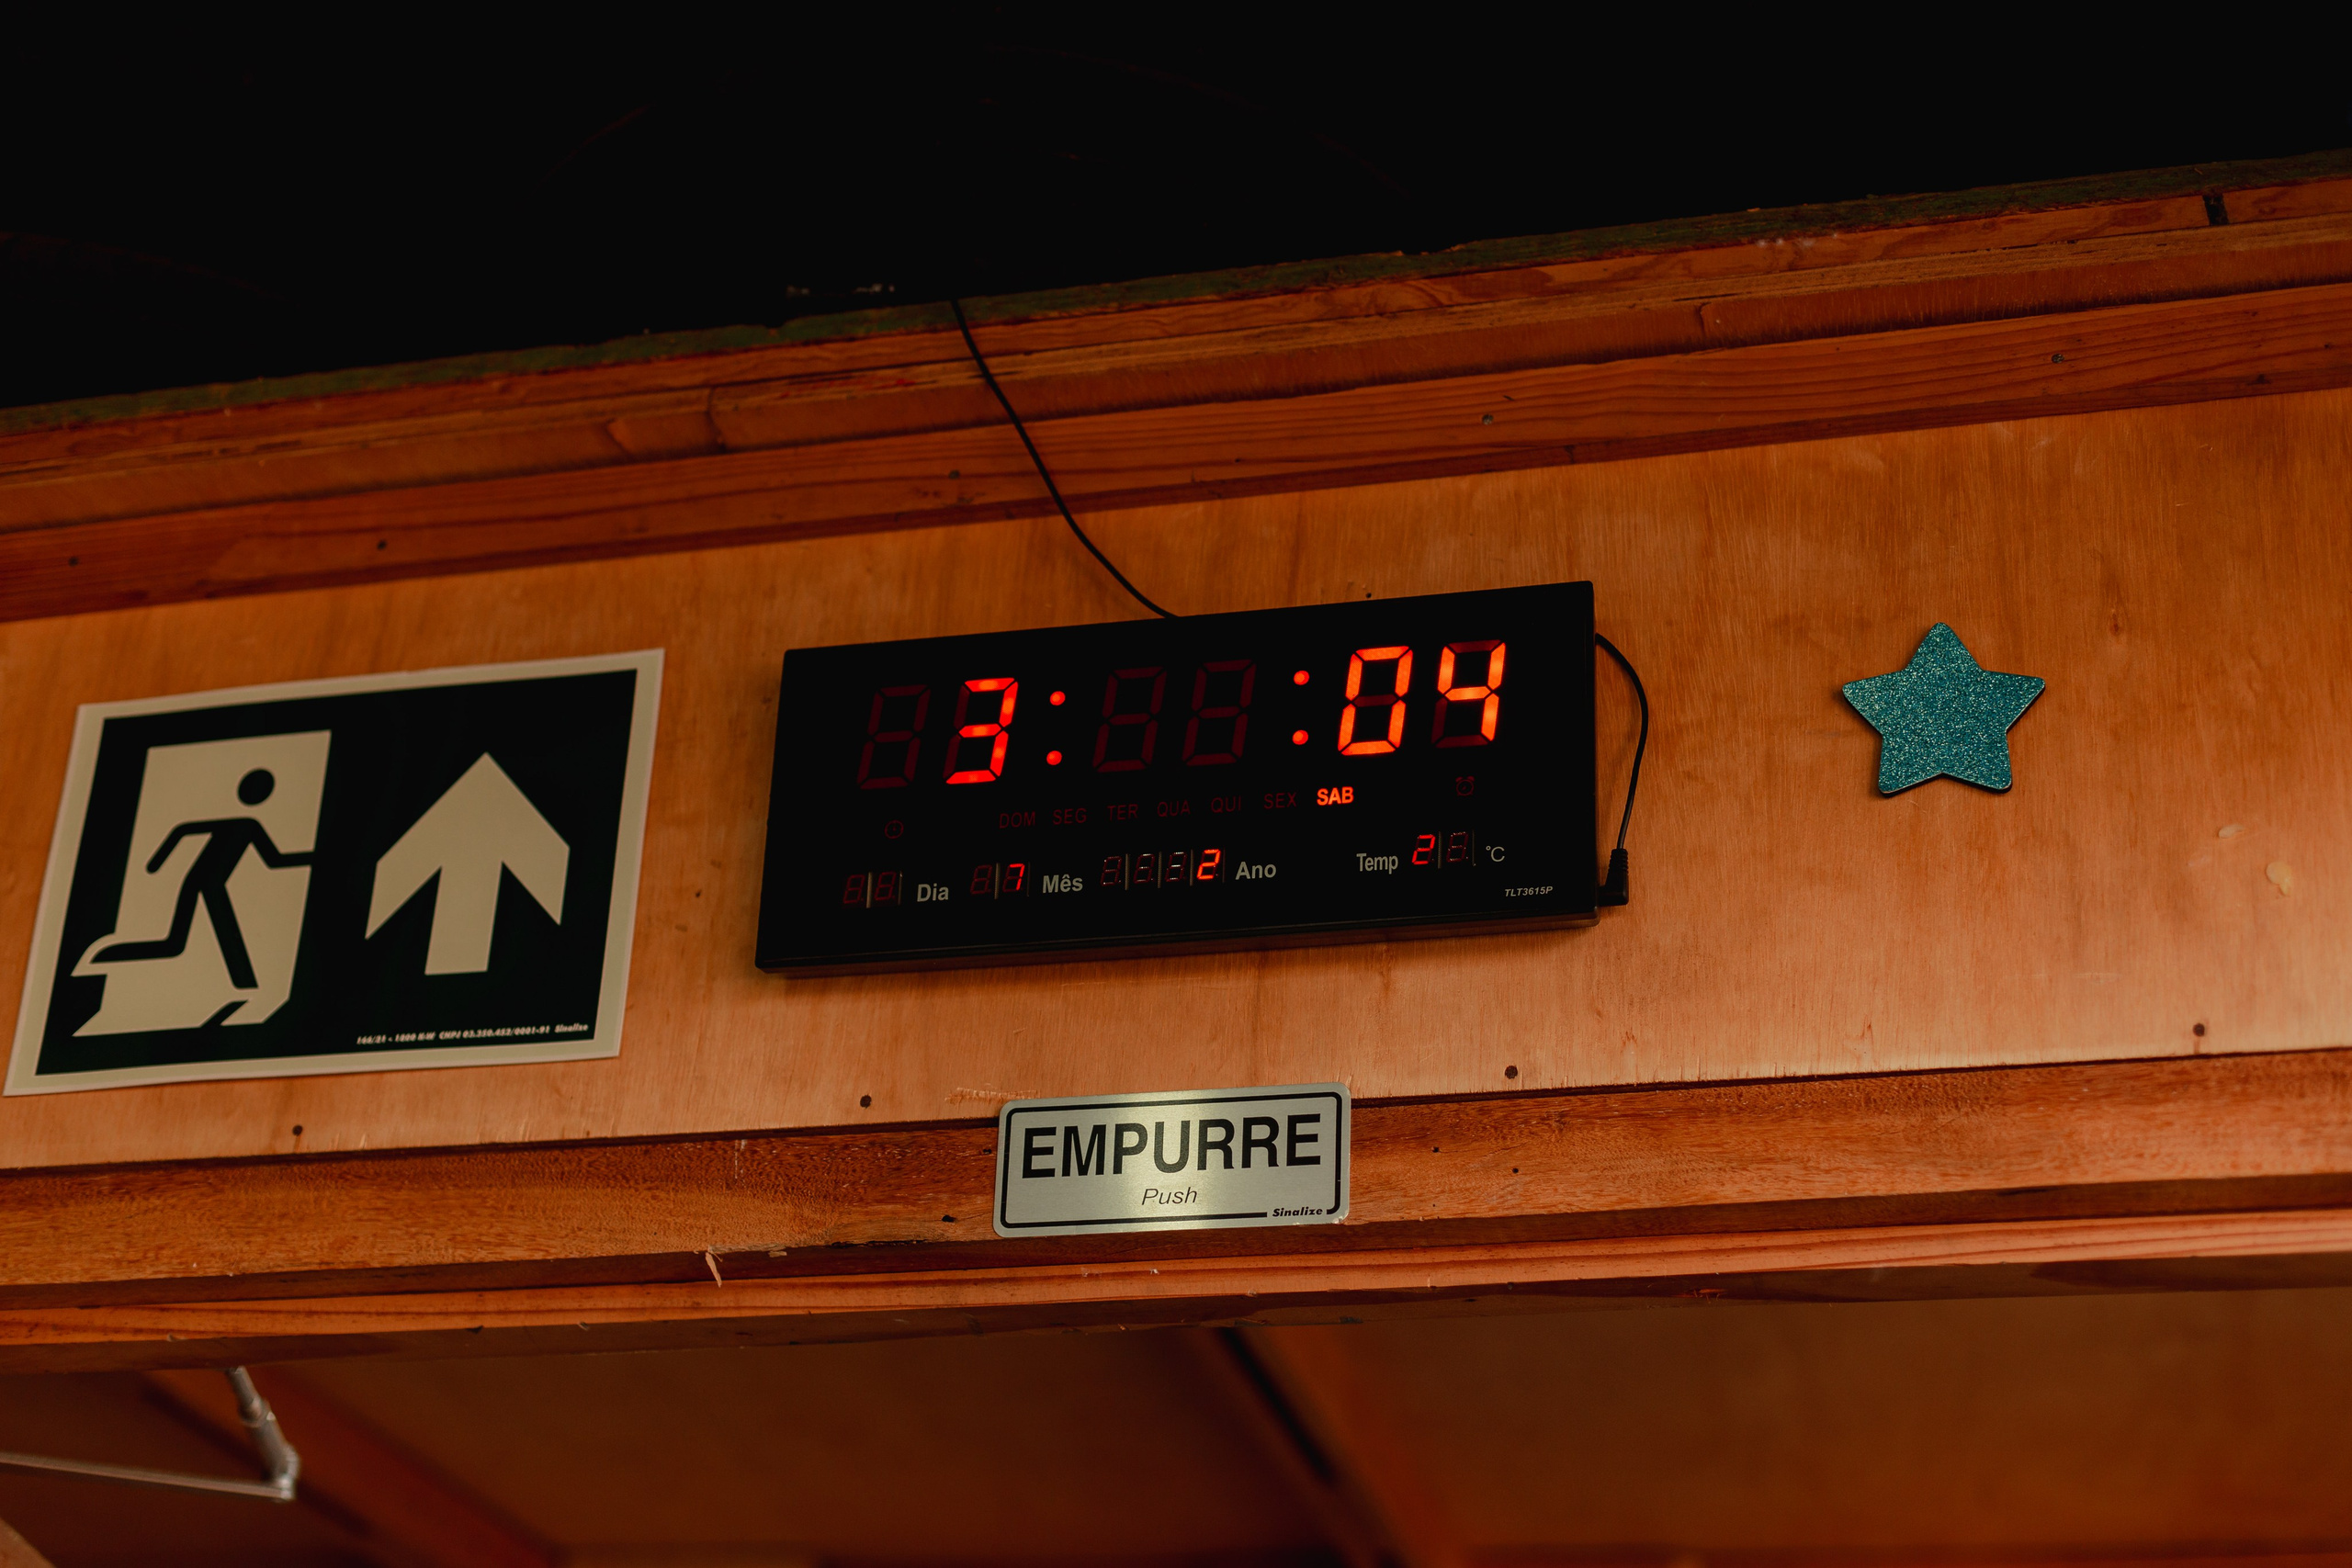 3: :04
DOM SEG TER QUA QUI SEX SAB
Dia 7 Mês 2 Ano Temp 2 °C
TLT3615P
EMPURRE
Push
Sinalize
Sinalize